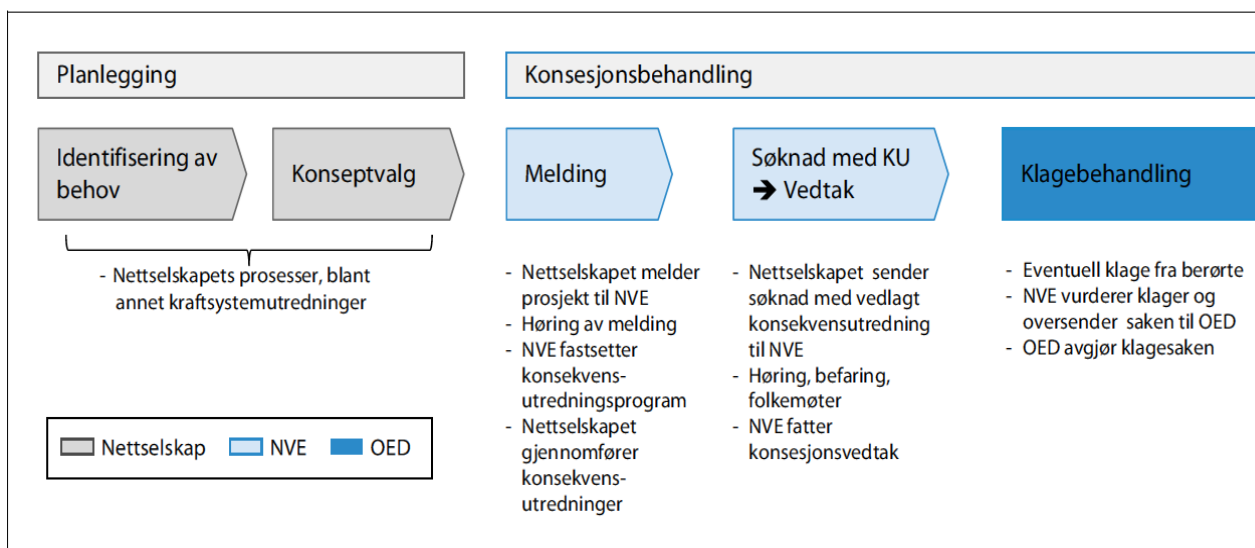 Planlegging
Konsesjonsbehandling
Identifisering av
behov
Konseptvalg
Melding
Søknad med KU
➔ Vedtak
Klagebehandling
- Nettselskapets prosesser, blant
annet kraftsystemutredninger
- Nettselskapet melder
prosjekt til NVE
- Høring av melding
- NVE fastsetter
konsekvens-
utredningsprogram
- Nettselskapet
gjennomfører
konsekvens-
utredninger
- Nettselskapet sender
søknad med vedlagt
konsekvensutredning
til NVE
- Høring, befaring,
folkemøter
- NVE fatter
konsesjonsvedtak
- Eventuell klage fra berørte
- NVE vurderer klager og
oversender saken til OED
- OED avgjør klagesaken
Nettselskap NVE OED